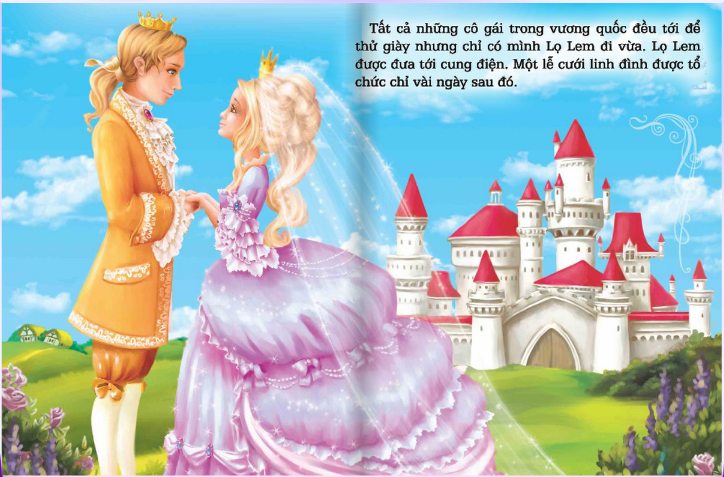 Tất cả những cô gái trong vương quốc đều tới để
thử giày nhưng chỉ có mình Lọ Lem đi vừa. Lọ Lem
được đưa tới cung điện. Một lễ cưới linh đình được tổ
chức chỉ vài ngày sau đó.